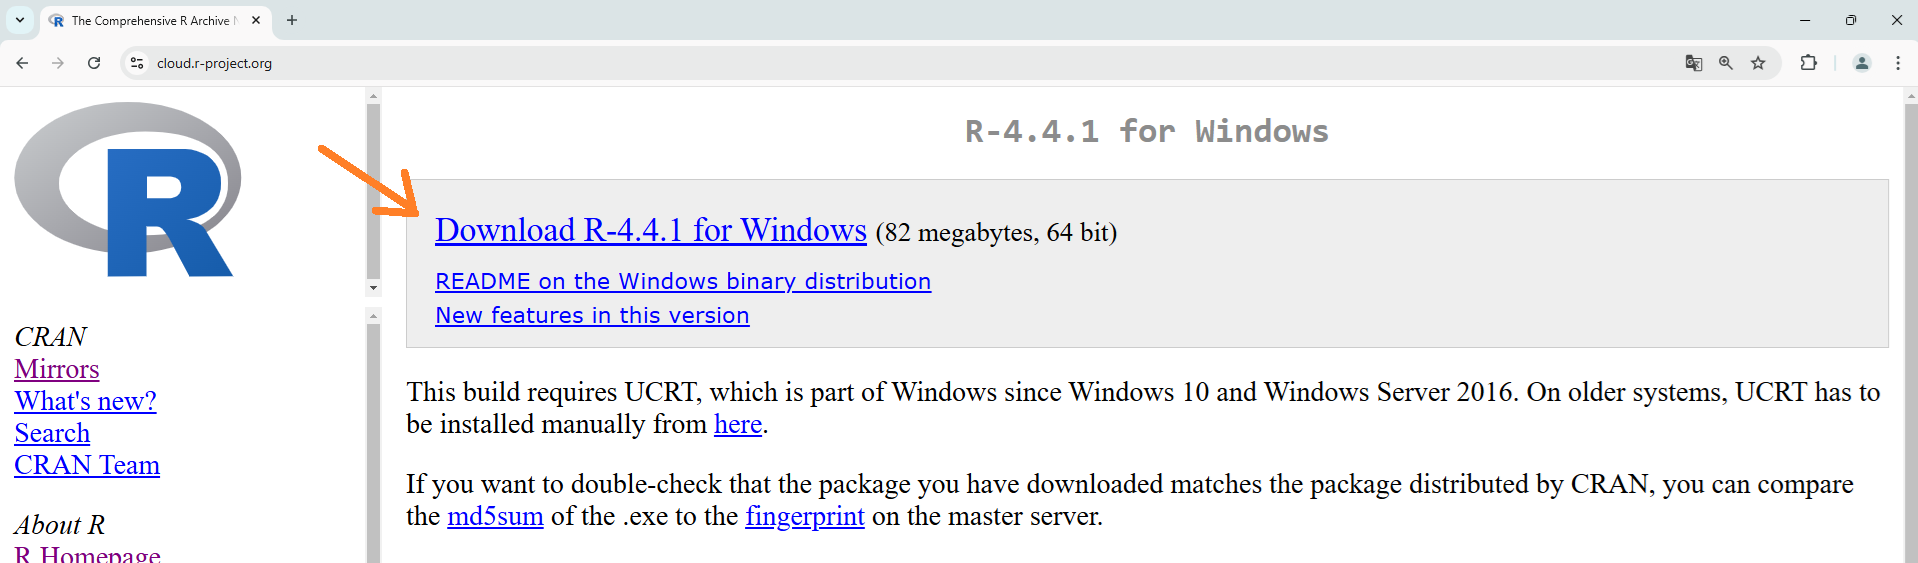 The Comprehensive R Archive
cloud.r-project.org
R
CRAN
Mirrors
What's new?
Search
CRAN Team
About R
R Homepage
R-4.4.1 for Windows
Download R-4.4.1 for Windows (82 megabytes, 64 bit)
README on the Windows binary distribution
New features in this version
This build requires UCRT, which is part of Windows since Windows 10 and Windows Server 2016. On older systems, UCRT has to
be installed manually from here.
If you want to double-check that the package you have downloaded matches the package distributed by CRAN, you can compare
the md5sum of the .exe to the fingerprint on the master server.